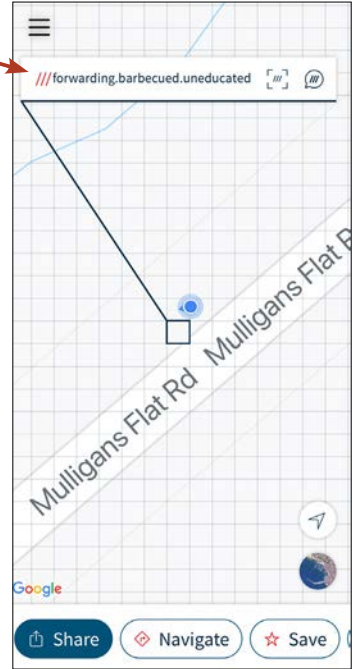 ///forwarding.barbecued.uneducated
Mulligans Flat R
Mulligans Flat Rd
Google
Share
Navigate
Save